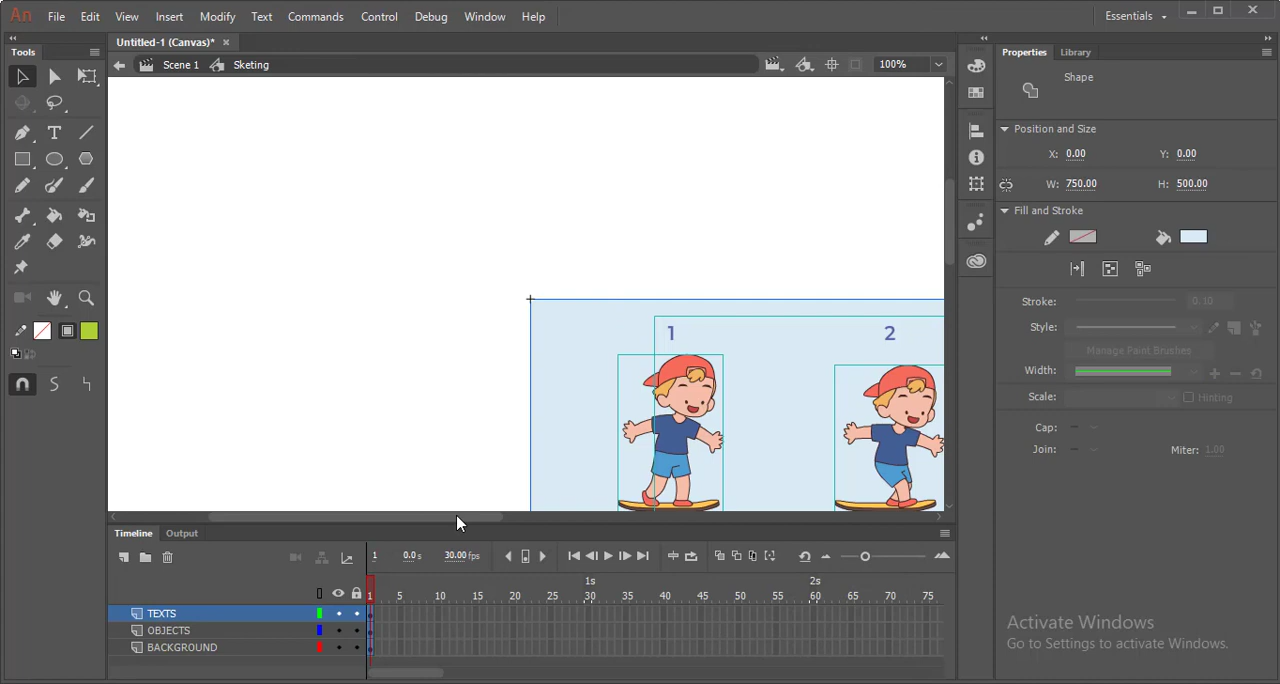 An File Edit View Insert Modify Text Commands Control Debug Window Help Essentials
Tools
Untitled-1 (Canvas)* ×
Scene 1 Sketing 100%
Properties Library
Shape
Position and Size
X: 0.00 Y: 0.00
W: 750.00 H: 500.00
Fill and Stroke
Stroke: 0.10
Style:
Manage Paint Brushes
Width:
Scale: Hinting
Cap:
Join: Miter: 1.00
1 2
Timeline Output
1 0.0 s 30.00 fps
1s 2s
1 5 10 15 20 25 30 35 40 45 50 55 60 65 70 75
TEXTS
OBJECTS
BACKGROUND
Activate Windows
Go to Settings to activate Windows.